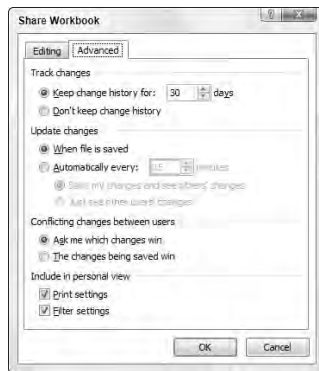 Share Workbook
Editing Advanced
Track changes
Keep change history for: 30 days
Don't keep change history
Update changes
When file is saved
Automatically every: 15 minutes
Save my changes and see others' changes
Just see other users' changes
Conflicting changes between users
Ask me which changes win
The changes being saved win
Include in personal view
Print settings
Filter settings
OK Cancel